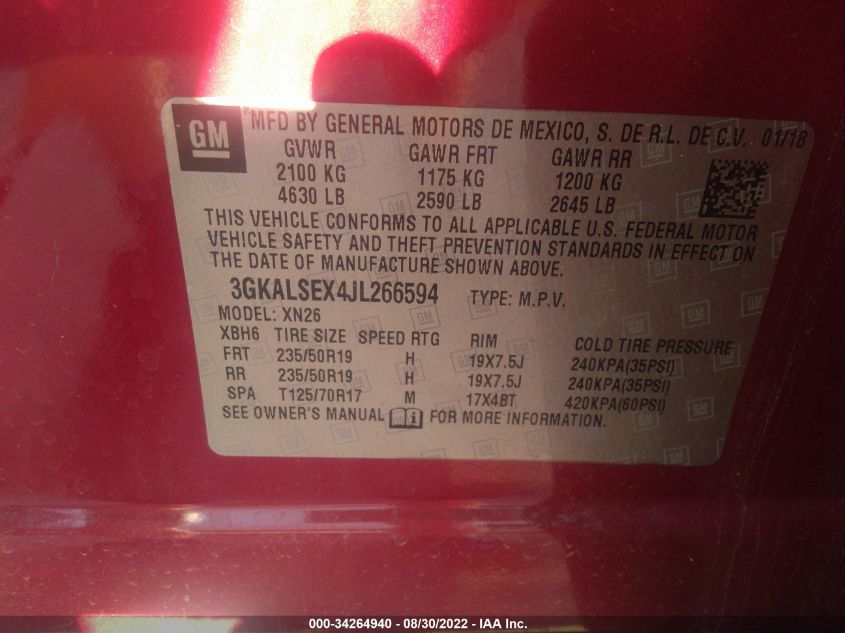 GM
®MFD BY GENERAL MOTORS DE MEXICO, S. DE R.L. DE C.V. 01/18
GVWR GAWR FRT GAWR RR
2100 KG 1175 KG 1200 KG
4630 LB 2590 LB 2645 LB
THIS VEHICLE CONFORMS TO ALL APPLICABLE U.S. FEDERAL MOTOR
VEHICLE SAFETY AND THEFT PREVENTION STANDARDS IN EFFECT ON
THE DATE OF MANUFACTURE SHOWN ABOVE.
3GKALSEX4JL266594 TYPE: M.P.V.
MODEL: XN26
XBH6 TIRE SIZE SPEED RTG RIM COLD TIRE PRESSURE
FRT 235/50R19 H 19X7.5J 240KPA(35PSI)
RR 235/50R19 H 19X7.5J 240KPA(35PSI)
SPA T125/70R17 M 17X4BT 420KPA(60PSI)
SEE OWNER'S MANUAL i FOR MORE INFORMATION.
000-34264940 - 08/30/2022 - IAA Inc.